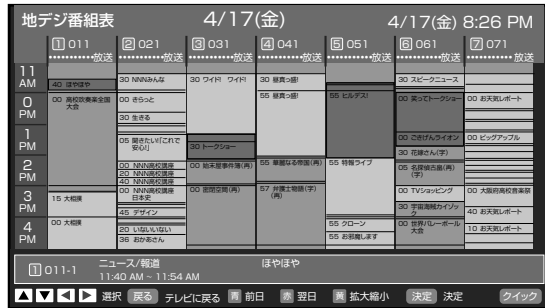 地デジ番組表 4/17(金) 4/17(金) 8:26 PM
1 011 2 021 3 031 4 041 5 051 6 061 7 071
············放送 ············放送 ············放送 ············放送 ············放送 ············放送 ············放送
11 AM
40 ほやほや
30 NNNみんな
30 ワイド! ワイド!
30 昼真っ盛!
30 スピークニュース
0 PM
00 高校吹奏楽全国大会
00 きらっと
55 昼真っ盛!
55 ヒルデス!
00 笑ってトークショー
00 お天気レポート
30 生きる
1 PM
05 聞きたい!「これで安心!」
30 トークショー
00 ごきげんライオン
00 ビッグアップル
30 花嫁さん(字)
2 PM
00 NNN高校講座
20 NNN高校講座
40 NNN高校講座
00 始末屋事件簿(再)
55 華麗なる帝国(再)
55 特報ライブ
05 名探偵古畠(再)(字)
3 PM
15 大相撲
00 NNN高校講座 日本史
45 デザイン
00 密閉空間(再)
57 弁護士物語(字)(再)
00 TVショッピング
00 大阪府高校音楽祭
30 宇宙海賊カイゾック
40 お天気レポート
4 PM
00 大相撲
20 いないいない
36 おかあさん
55 クローン
55 お邪魔します
00 世界バレーボール大会
10 お天気レポート
1 011-1 ニュース/報道 ほやほや
11:40 AM ~ 11:54 AM
▲ ▼ ◀ ▶ 選択 戻る テレビに戻る 青 前日 赤 翌日 黄 拡大縮小 決定 決定 クイック